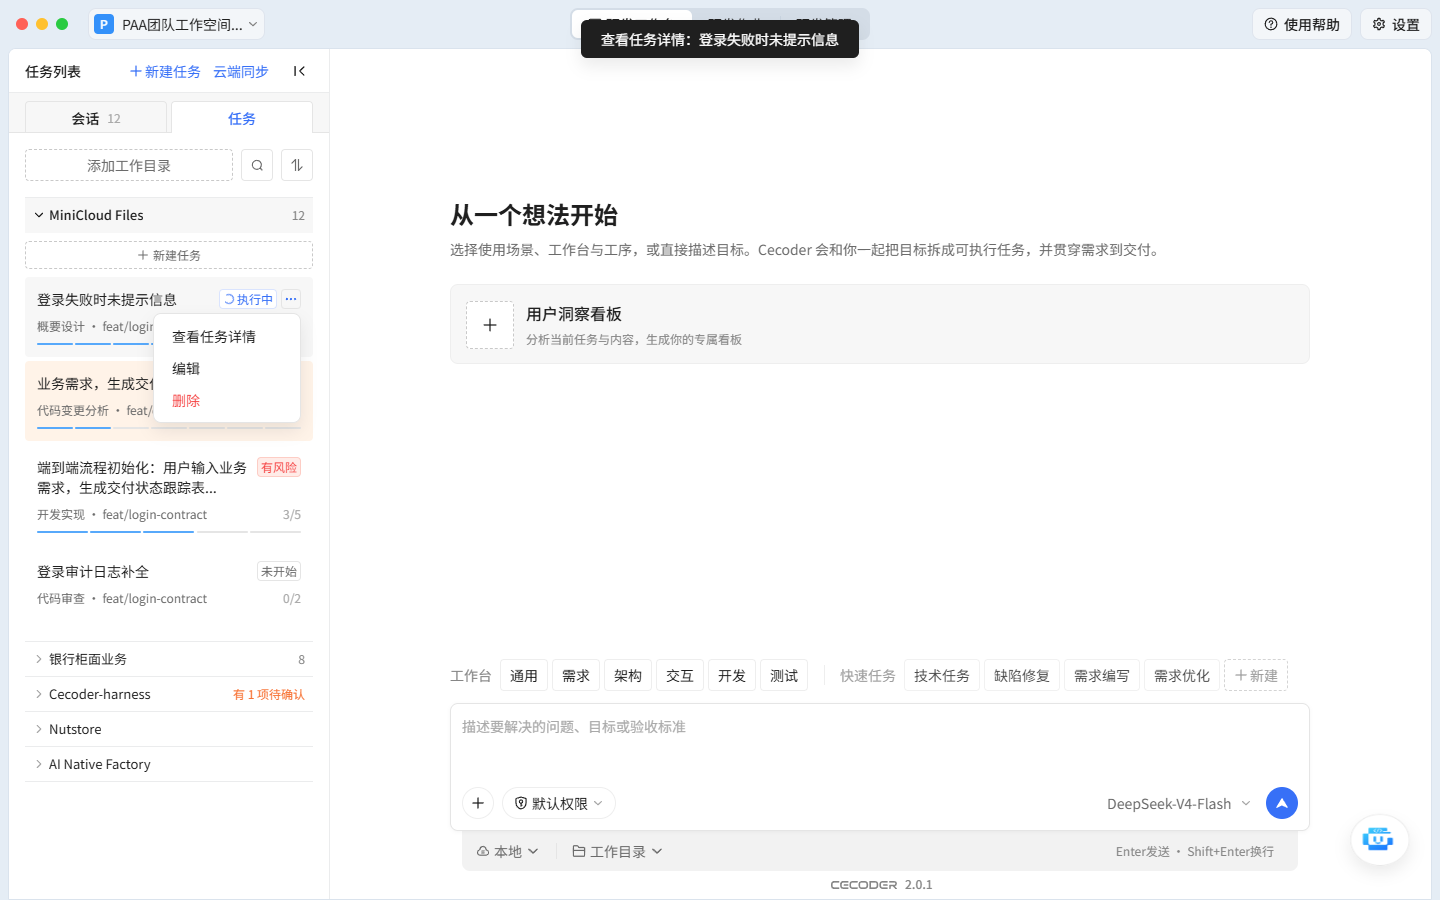 P PAA团队工作空间...
查看任务详情：登录失败时未提示信息
使用帮助
设置
任务列表
新建任务
云端同步
会话 12
任务
添加工作目录
MiniCloud Files 12
新建任务
登录失败时未提示信息 执行中
概要设计 • feat/login
查看任务详情
编辑
删除
业务需求，生成交付
代码变更分析 • feat/
端到端流程初始化：用户输入业务 有风险
需求，生成交付状态跟踪表...
开发实现 • feat/login-contract 3/5
登录审计日志补全 未开始
代码审查 • feat/login-contract 0/2
银行柜面业务 8
Cecoder-harness 有 1 项待确认
Nutstore
AI Native Factory
从一个想法开始
选择使用场景、工作台与工序，或直接描述目标。Cecoder 会和你一起把目标拆成可执行任务，并贯穿需求到交付。
用户洞察看板
分析当前任务与内容，生成你的专属看板
工作台 通用 需求 架构 交互 开发 测试 快速任务 技术任务 缺陷修复 需求编写 需求优化 新建
描述要解决的问题、目标或验收标准
默认权限
DeepSeek-V4-Flash
本地 工作目录
Enter发送 • Shift+Enter换行
CECODER 2.0.1